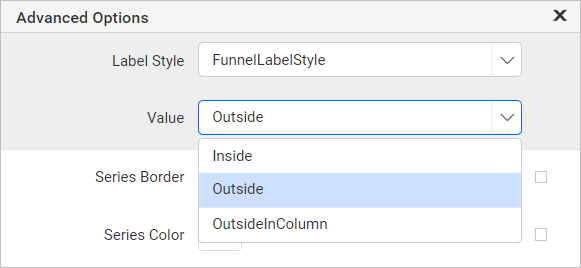 Advanced Options
Label Style FunnelLabelStyle
Value Outside
Inside
Series Border
Outside
OutsideInColumn
Series Color